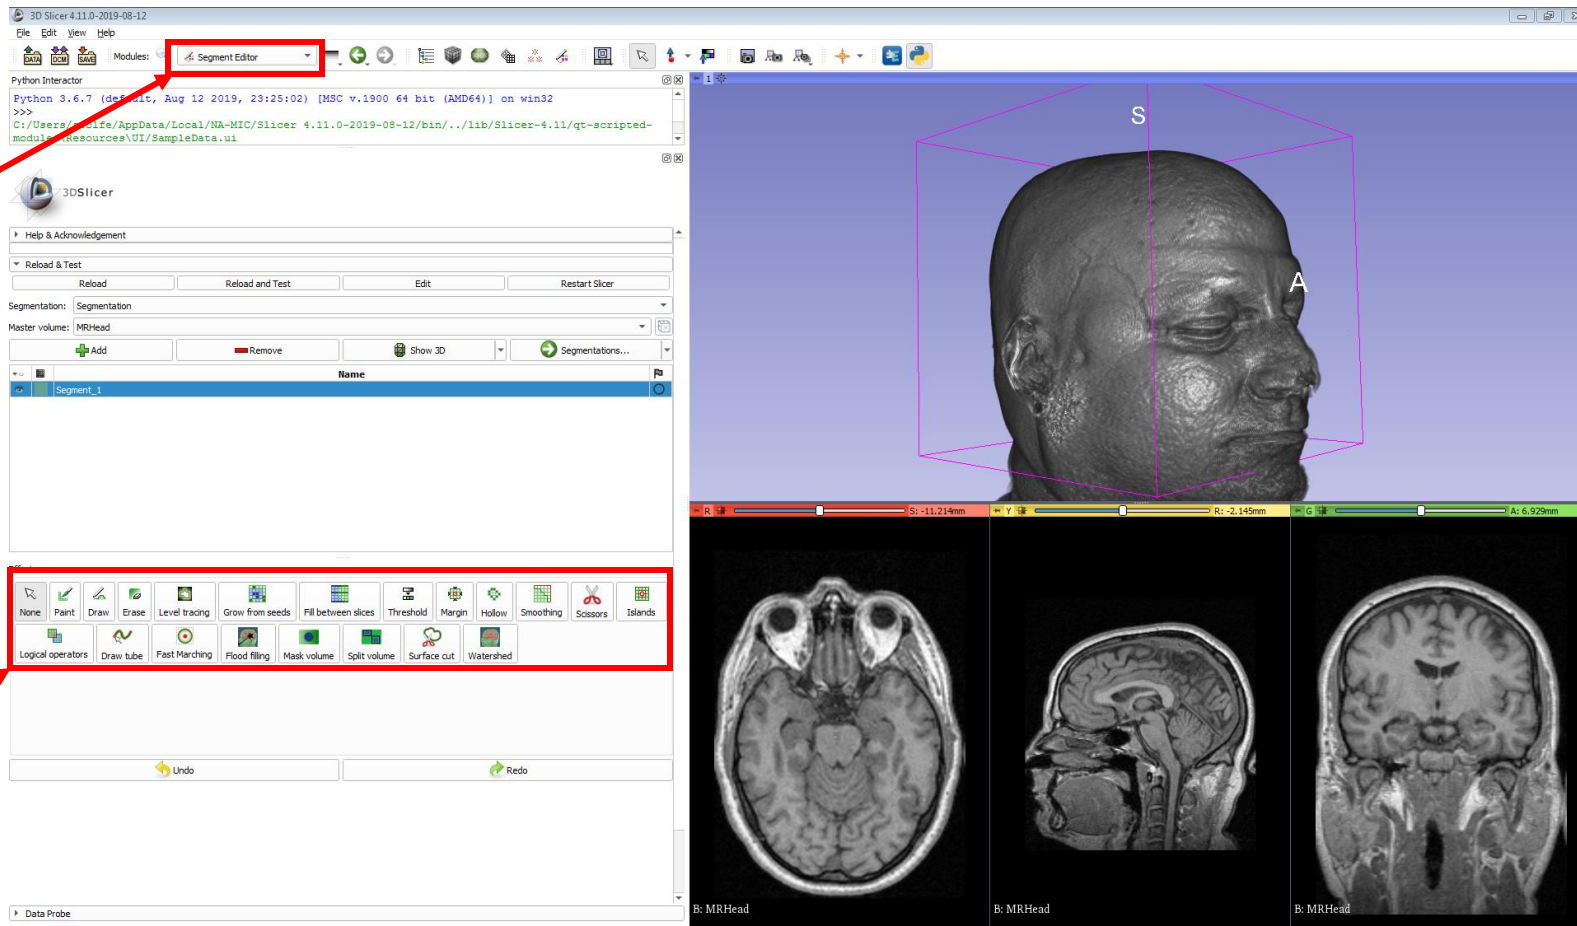 3D Slicer 4.11.0-2019-08-12
File Edit View Help
DATA DCM SAVE Modules: Segment Editor
Python Interactor
Python 3.6.7 (default, Aug 12 2019, 23:25:02) [MSC v.1900 64 bit (AMD64)] on win32
>>>
C:/Users/ /AppData/Local/NA-MIC/Slicer 4.11.0-2019-08-12/bin/../lib/Slicer-4.11/qt-scripted-
modules\Resources\UI/SampleData.ui
3DSlicer
Help & Acknowledgement
Reload & Test
Reload Reload and Test Edit Restart Slicer
Segmentation: Segmentation
Master volume: MRHead
Add Remove Show 3D Segmentations...
Name
Segment_1
None Paint Draw Erase Level tracing Grow from seeds Fill between slices Threshold Margin Hollow Smoothing Scissors Islands
Logical operators Draw tube Fast Marching Flood filling Mask volume Split volume Surface cut Watershed
Undo Redo
Data Probe
1
S
A
R S: -11.214mm
Y R: -2.145mm
G A: 6.929mm
B: MRHead
B: MRHead
B: MRHead